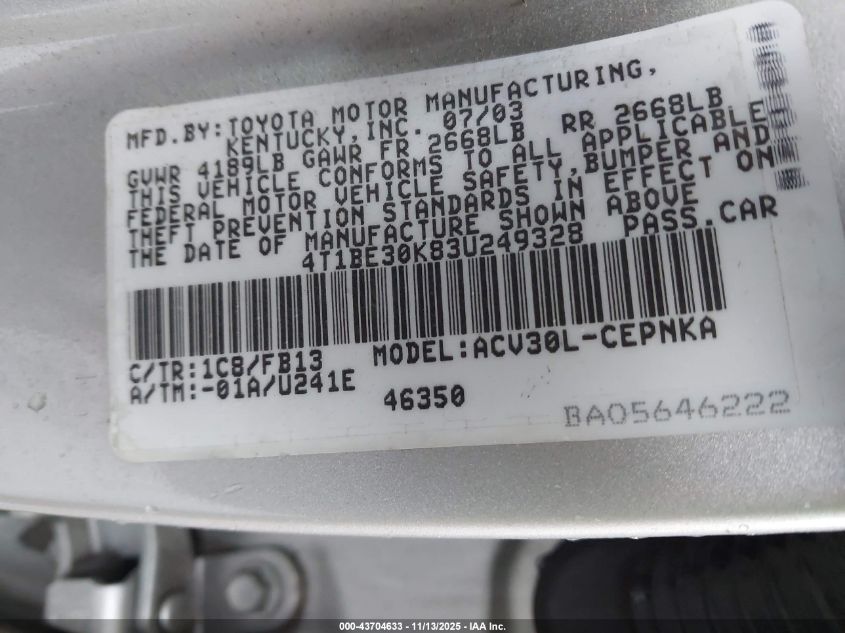 MFD.BY:TOYOTA MOTOR MANUFACTURING,
KENTUCKY,INC. 07/03
GVWR 4189LB GAWR FR 2668LB RR 2668LB
THIS VEHICLE CONFORMS TO ALL APPLICABLE
FEDERAL MOTOR VEHICLE SAFETY,BUMPER AND
THEFT PREVENTION STANDARDS IN EFFECT ON
THE DATE OF MANUFACTURE SHOWN ABOVE
4T1BE30K83U249328 PASS.CAR
C/TR:1C8/FB13 MODEL:ACV30L-CEPNKA
A/TM:-01A/U241E
46350
BA05646222
000-43704633 - 11/13/2025 - IAA Inc.